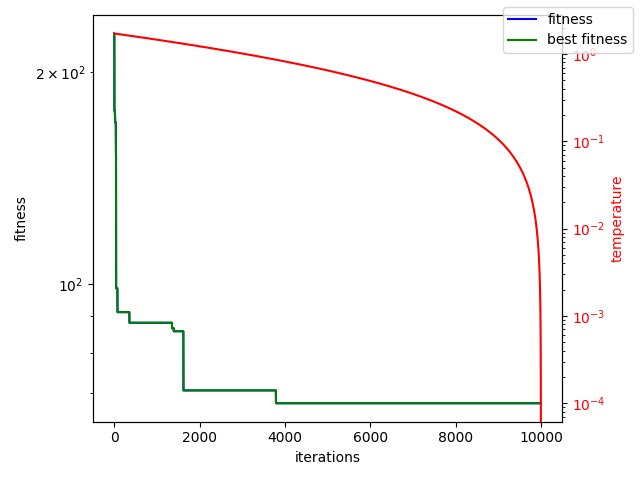 fitness
best fitness
2 × 10²
10²
fitness
10⁰
10⁻¹
10⁻²
10⁻³
10⁻⁴
temperature
0 2000 4000 6000 8000 10000
iterations